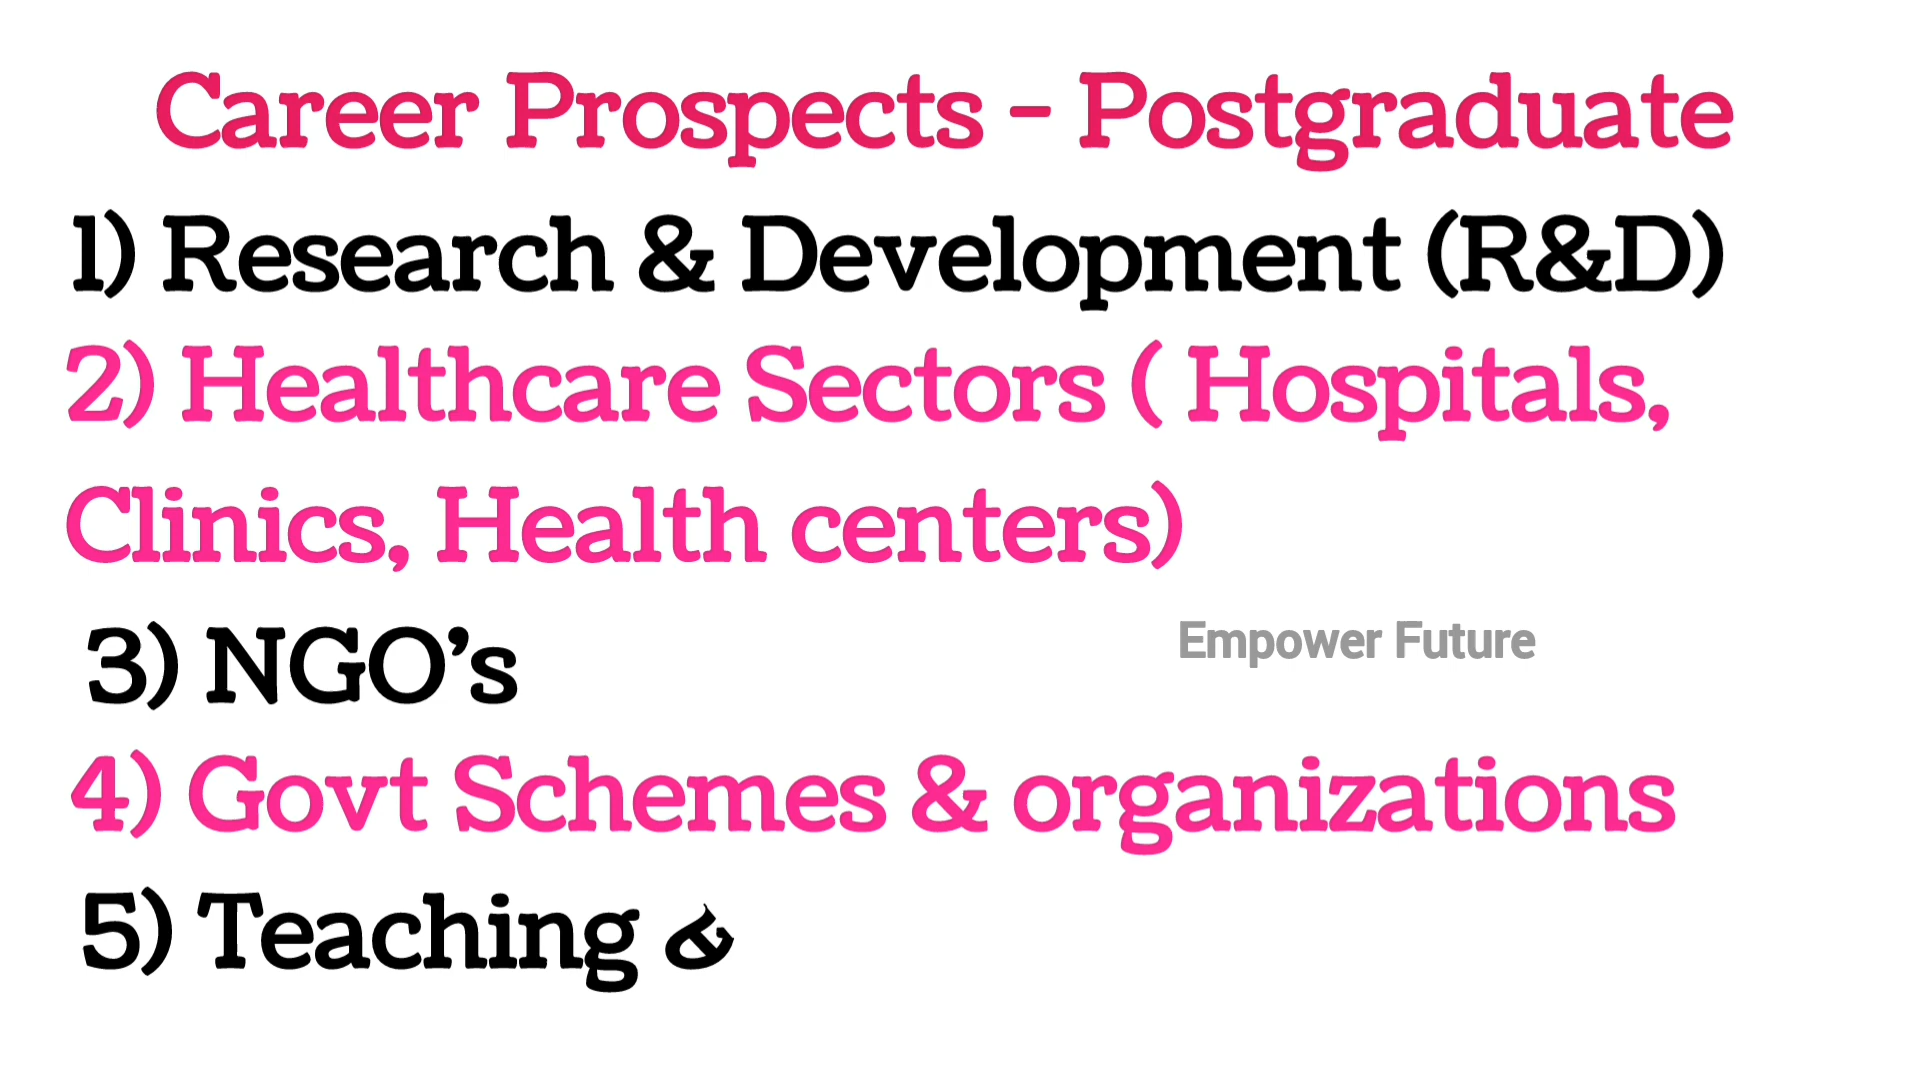 Career Prospects - Postgraduate
1) Research & Development (R&D)
2) Healthcare Sectors ( Hospitals,
Clinics, Health centers)
3) NGO’s
Empower Future
4) Govt Schemes & organizations
5) Teaching &